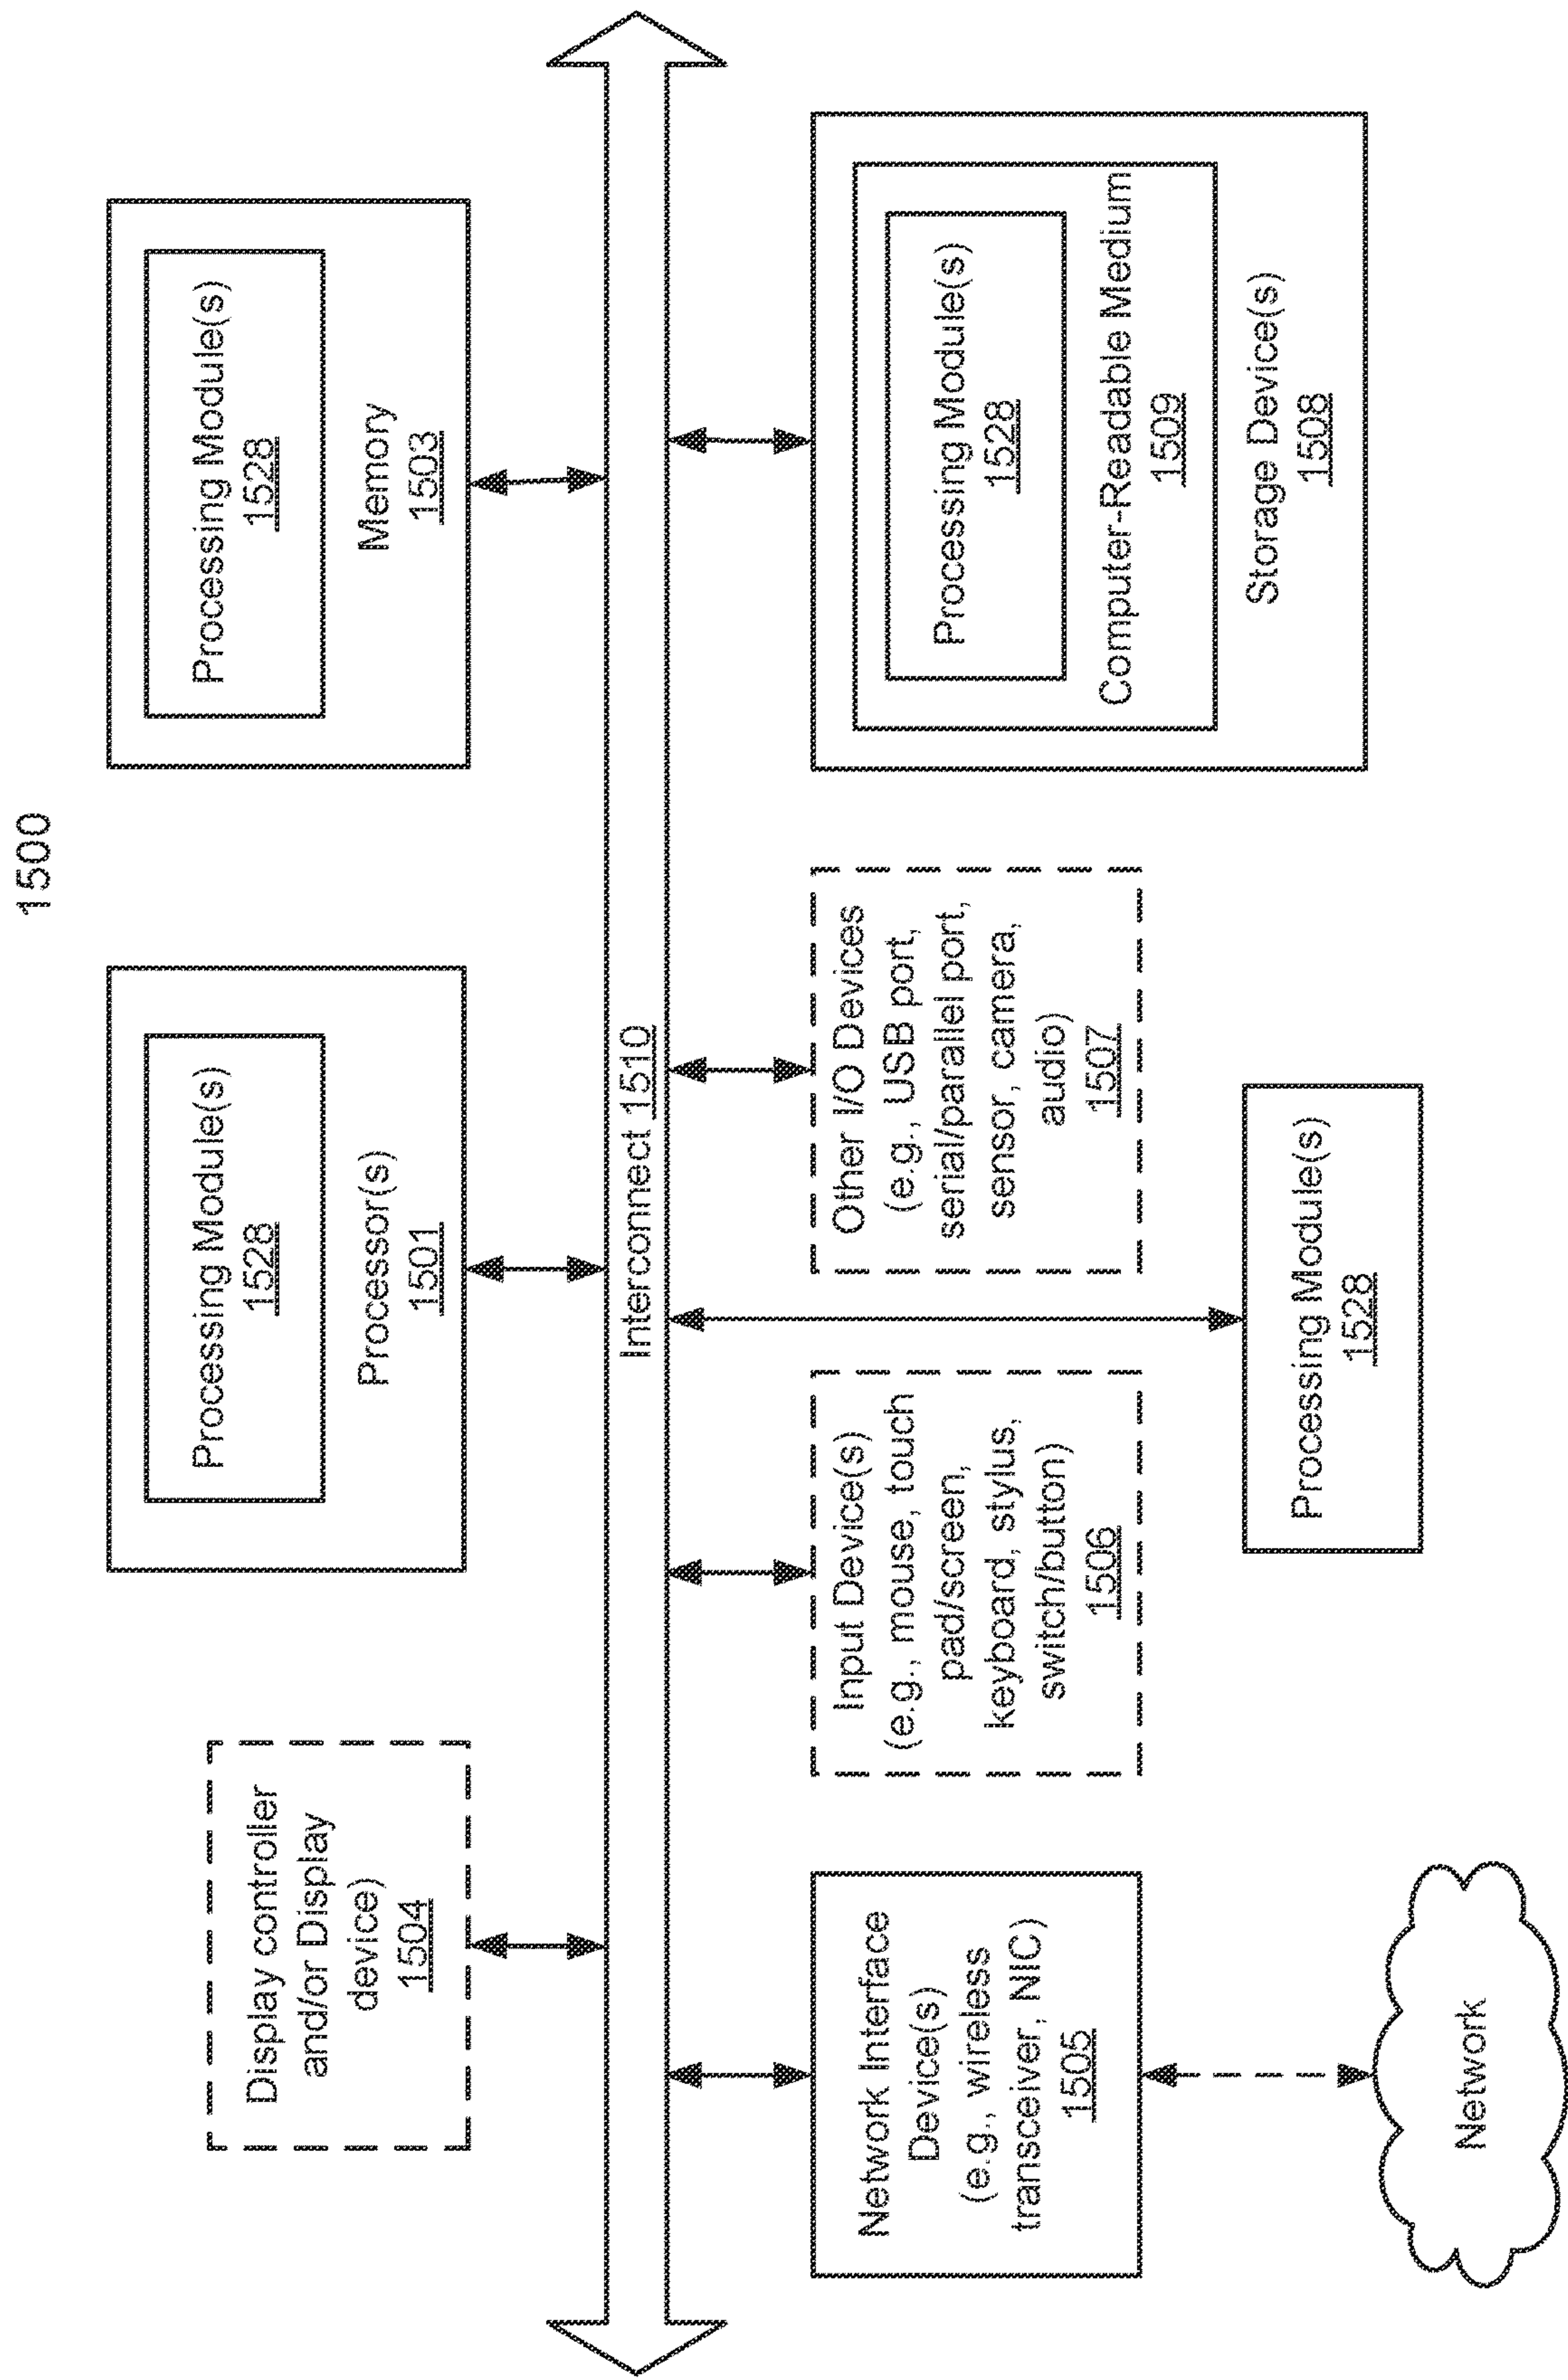 1500
Display controller
and/or Display
device)
1504
Processing Module(s)
1528
Processor(s)
1501
Processing Module(s)
1528
Memory
1503
Interconnect 1510
Network Interface
Device(s)
(e.g., wireless
transceiver, NIC)
1505
Input Device(s)
(e.g., mouse, touch
pad/screen,
keyboard, stylus,
switch/button)
1506
Other I/O Devices
(e.g., USB port,
serial/parallel port,
sensor, camera,
audio)
1507
Processing Module(s)
1528
Computer-Readable Medium
1509
Storage Device(s)
1508
Processing Module(s)
1528
Network